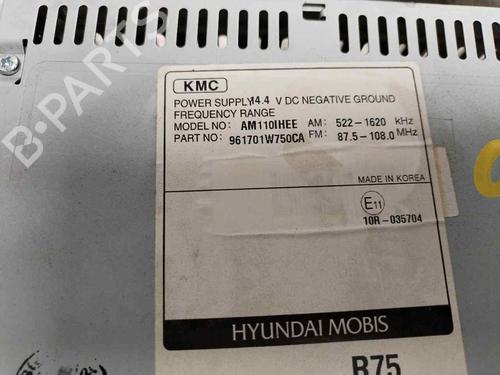 KMC
POWER SUPPLY:14.4 V DC NEGATIVE GROUND
FREQUENCY RANGE
MODEL NO: AM110IHEE AM: 522-1620 kHz
PART NO: 961701W750CA FM: 87.5-108.0 MHz
MADE IN KOREA
E11
10R-035704
HYUNDAI MOBIS
B75
B-PARTS